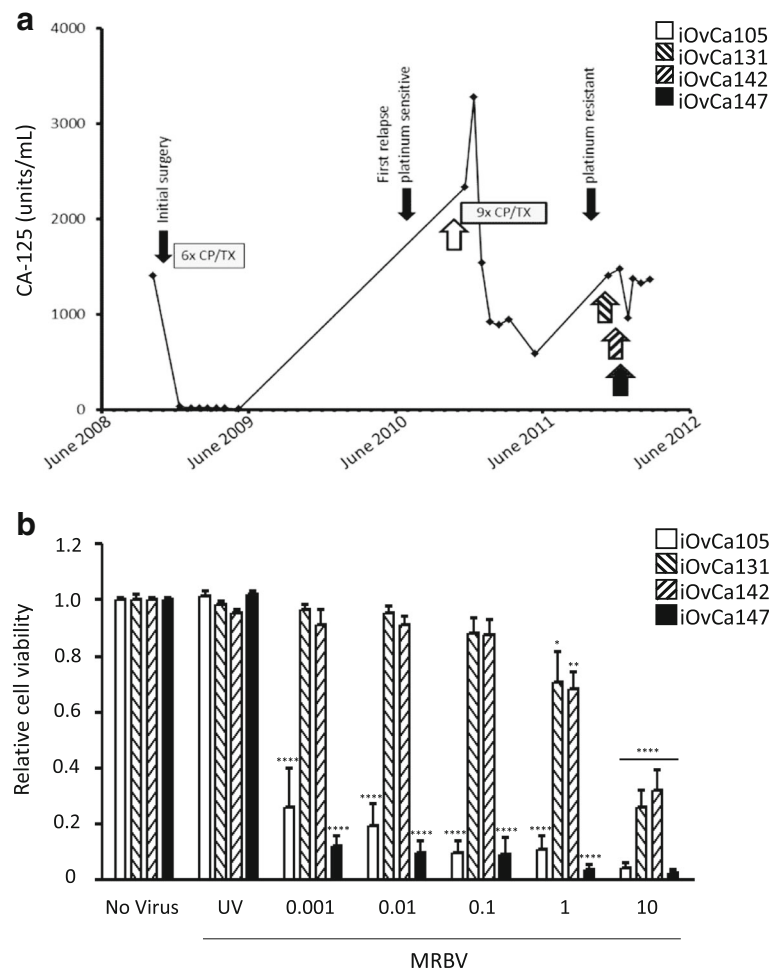 a
4000
3000
2000
1000
0
CA-125 (units/mL)
Initial surgery
6x CP/TX
First relapse
platinum sensitive
9x CP/TX
platinum resistant
iOvCa105
iOvCa131
iOvCa142
iOvCa147
June 2008
June 2009
June 2010
June 2011
June 2012
b
1.2
1.0
0.8
0.6
0.4
0.2
0
Relative cell viability
iOvCa105
iOvCa131
iOvCa142
iOvCa147
****
****
****
****
****
****
****
*
**
****
****
No Virus
UV
0.001
0.01
0.1
1
10
MRBV